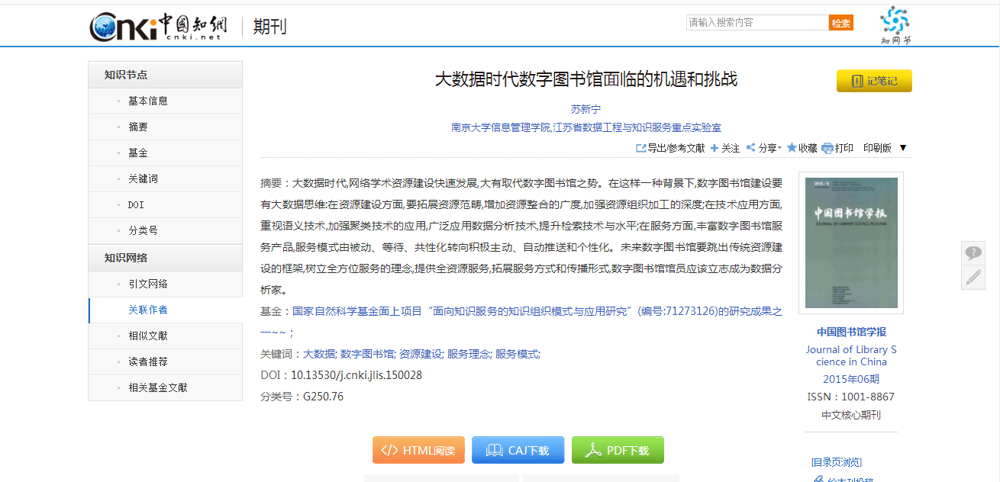 Cnki中國知網
cnki.net
期刊
请输入搜索内容
检索
知网节
知识节点
基本信息
摘要
基金
关键词
DOI
分类号
知识网络
引文网络
关联作者
相似文献
读者推荐
相关基金文献
大数据时代数字图书馆面临的机遇和挑战
记笔记
苏新宁
南京大学信息管理学院,江苏省数据工程与知识服务重点实验室
导出/参考文献 关注 分享 收藏 打印 印刷版 ▼
摘要：大数据时代,网络学术资源建设快速发展,大有取代数字图书馆之势。在这样一种背景下,数字图书馆建设要
有大数据思维:在资源建设方面,要拓展资源范畴,增加资源整合的广度,加强资源组织加工的深度;在技术应用方面,
重视语义技术,加强聚类技术的应用,广泛应用数据分析技术,提升检索技术与水平;在服务方面,丰富数字图书馆服
务产品,服务模式由被动、等待、共性化转向积极主动、自动推送和个性化。未来数字图书馆要跳出传统资源建
设的框架,树立全方位服务的理念,提供全资源服务,拓展服务方式和传播形式,数字图书馆馆员应该立志成为数据分
析家。
基金：国家自然科学基金面上项目“面向知识服务的知识组织模式与应用研究”(编号:71273126)的研究成果之
一~~；
关键词：大数据; 数字图书馆; 资源建设; 服务理念; 服务模式;
DOI：10.13530/j.cnki.jlis.150028
分类号：G250.76
HTML阅读
CAJ下载
PDF下载
中国图书馆学报
JOURNAL OF LIBRARY SCIENCE IN CHINA
中国图书馆学报
Journal of Library S
cience in China
2015年06期
ISSN：1001-8867
中文核心期刊
[目录页浏览]
给本刊投稿